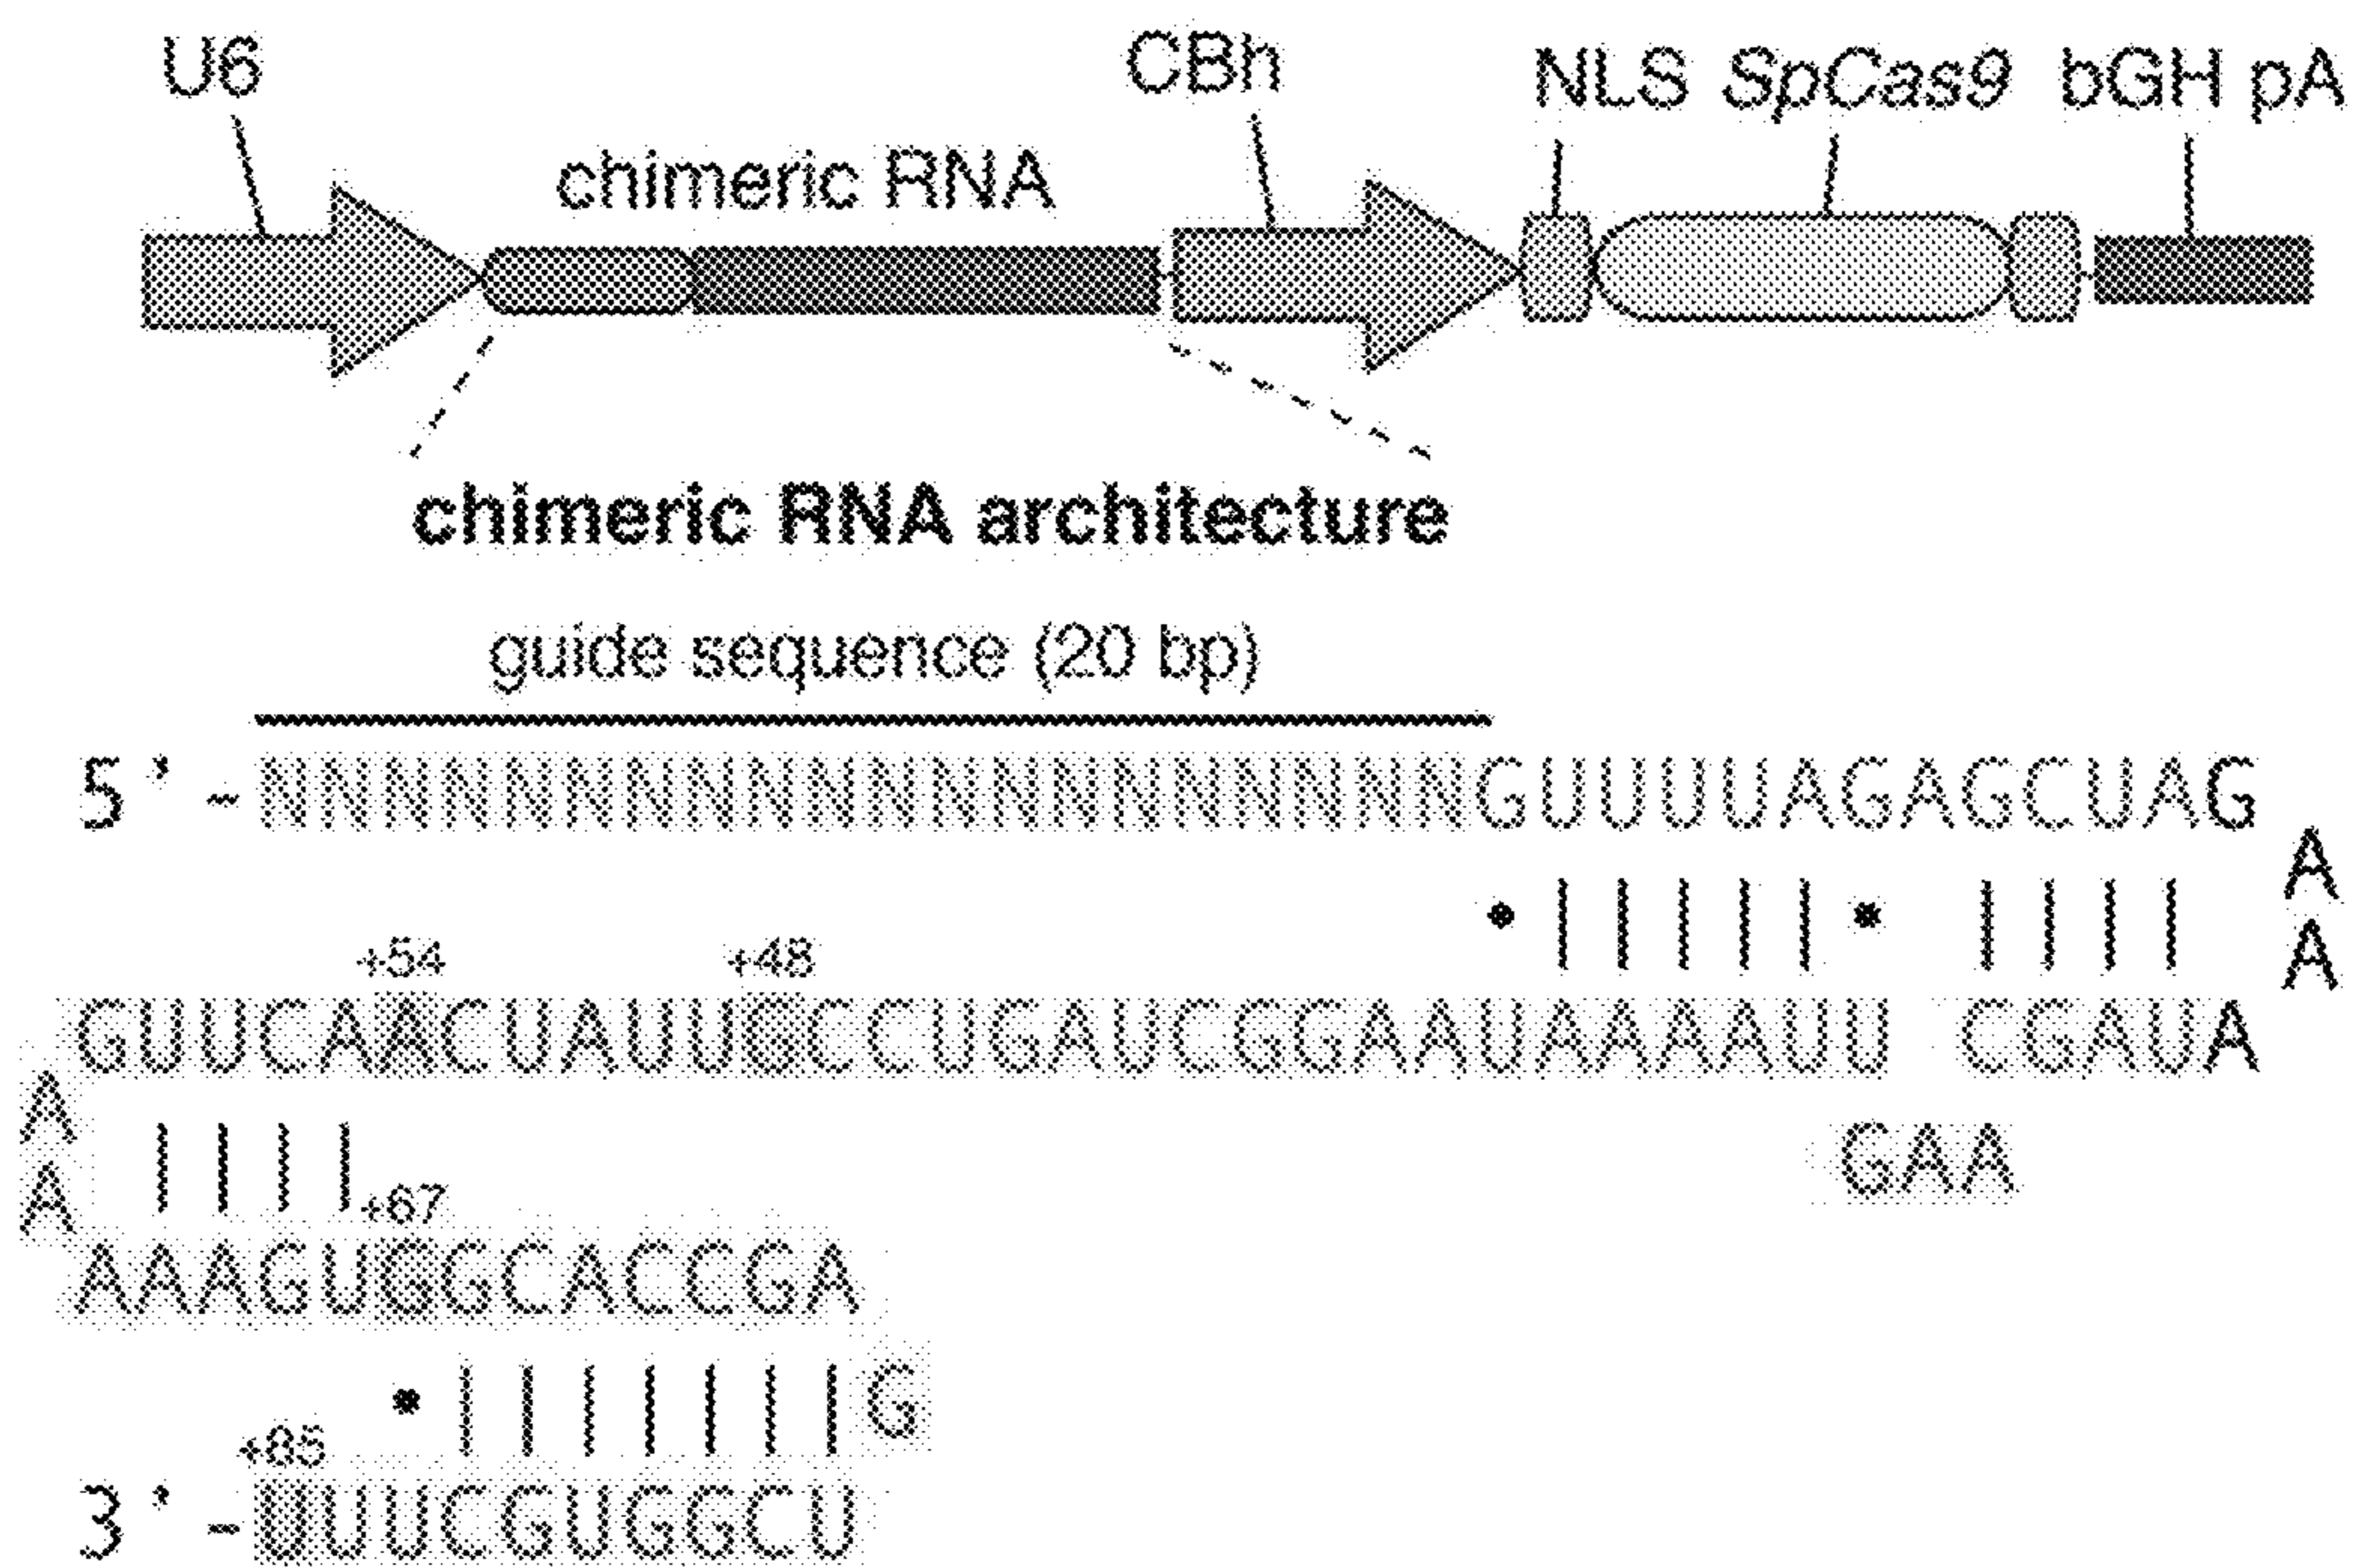 U6
CBh
NLS SpCas9 bGH pA
chimeric RNA
chimeric RNA architecture
guide sequence (20 bp)
5'-NNNNNNNNNNNNNNNNNNNNGUUUUAGAGCUAG
A
A
+54 +48
GUUCAACUAUUGCCUGAUCGGAAUAAAAUU CGAUA
A
GAA
A
+67
AAAGUGGCACCGA
G
+85
3'-UUUCGUGGCU